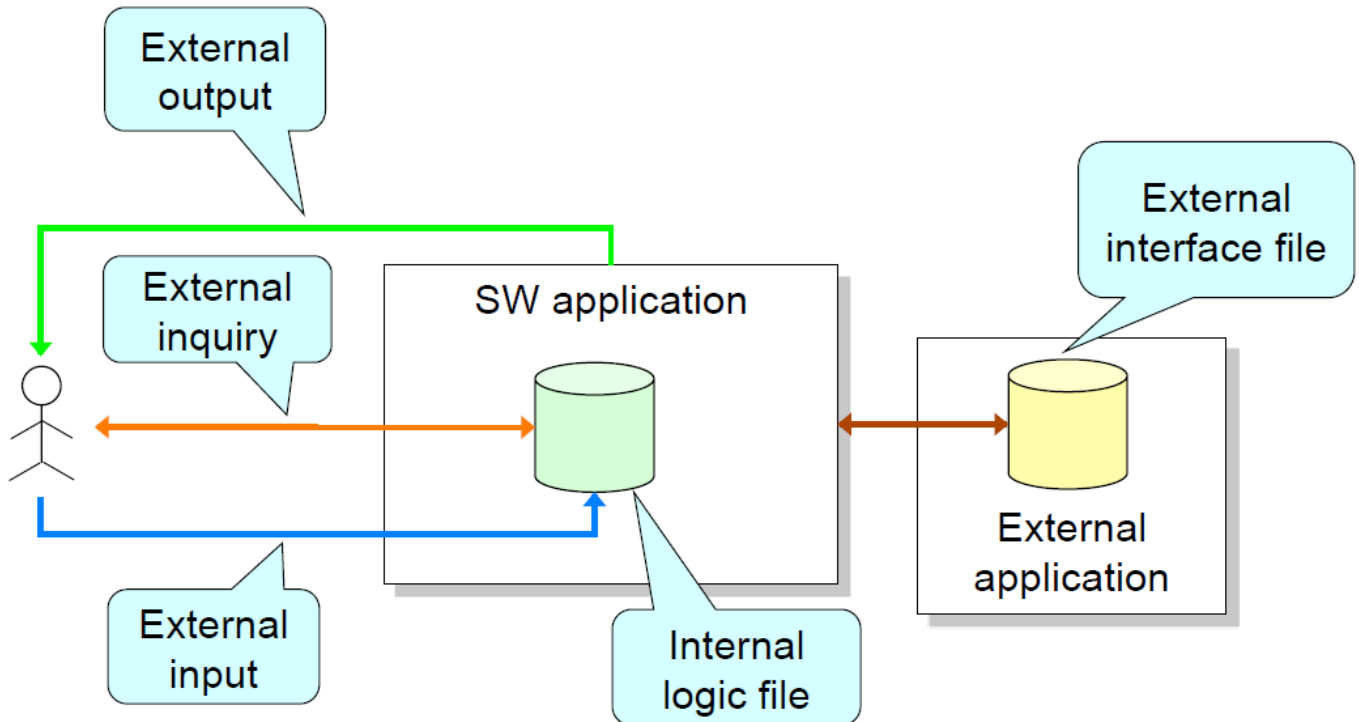 External
output
External
interface file
External
inquiry
SW application
External
application
External
input
Internal
logic file